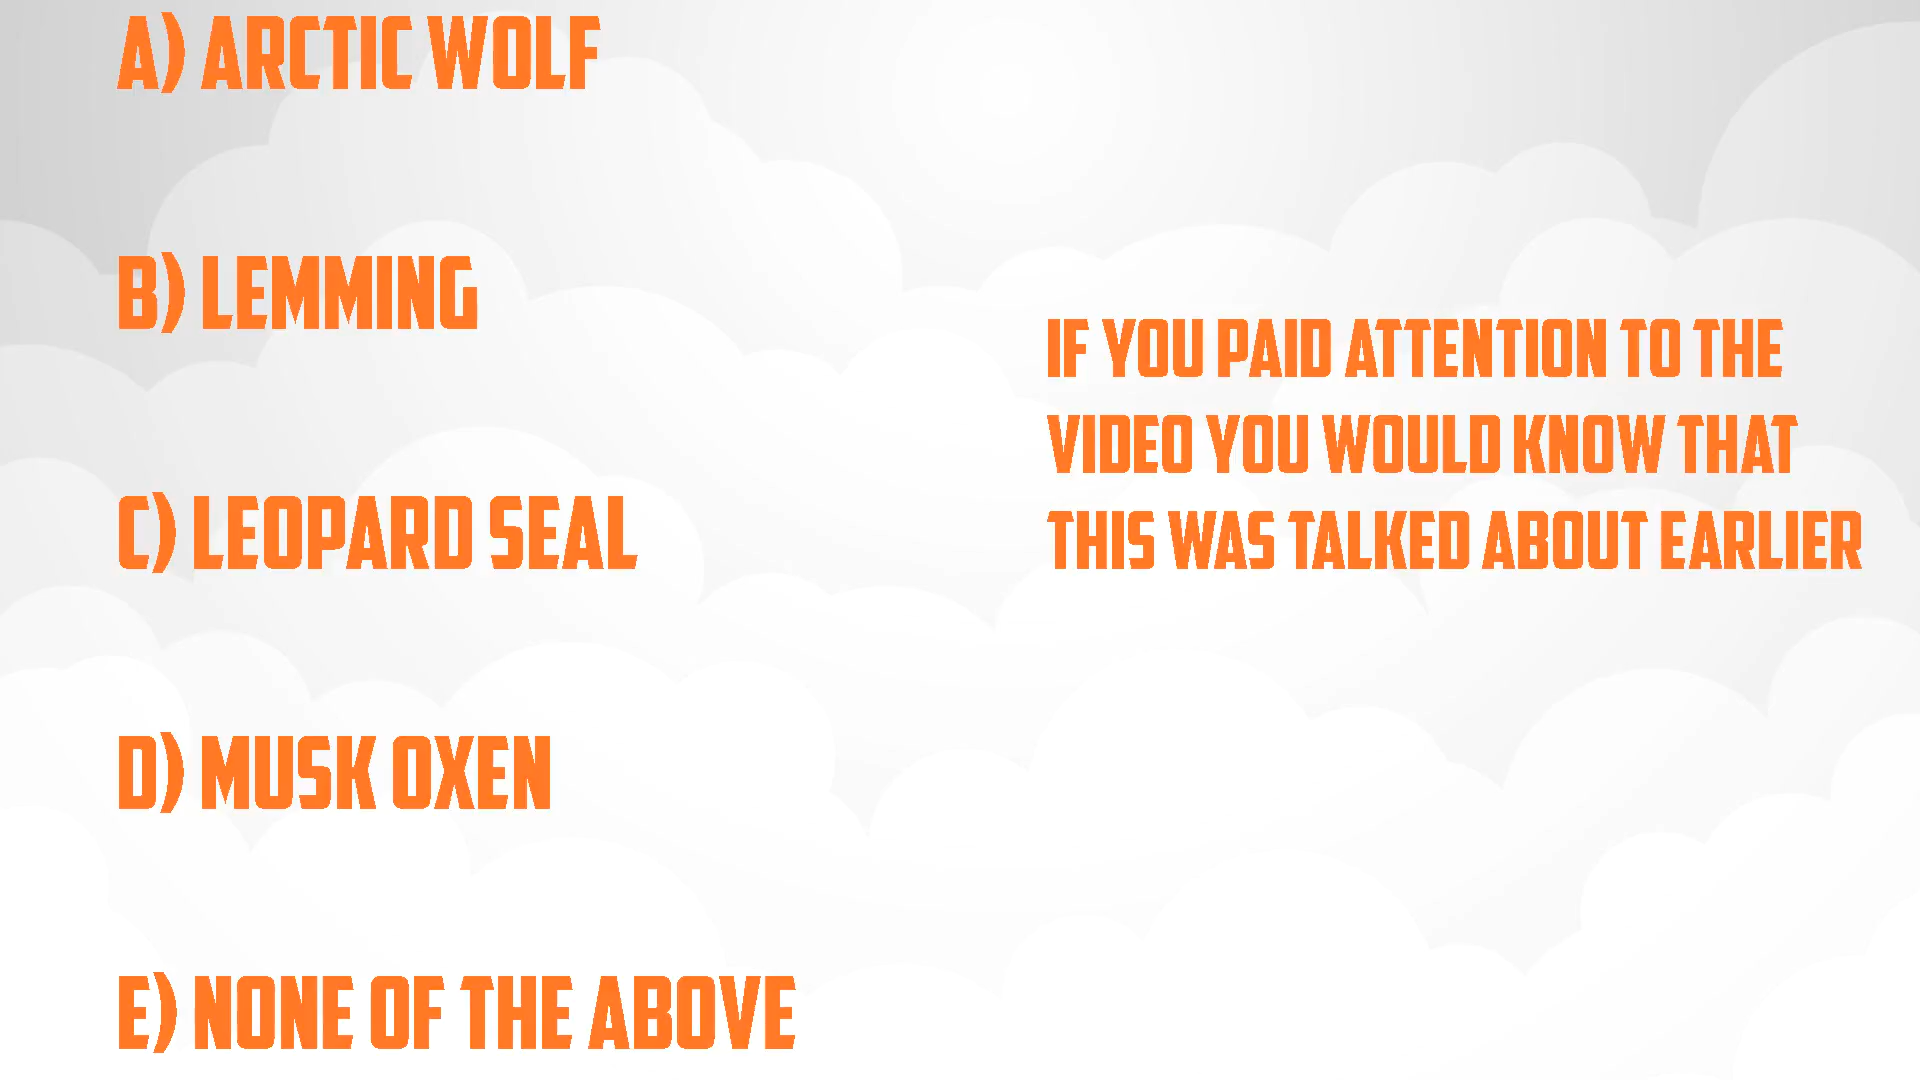 A) ARCTIC WOLF
B) LEMMING
C) LEOPARD SEAL
D) MUSK OXEN
E) NONE OF THE ABOVE
IF YOU PAID ATTENTION TO THE
VIDEO YOU WOULD KNOW THAT
THIS WAS TALKED ABOUT EARLIER